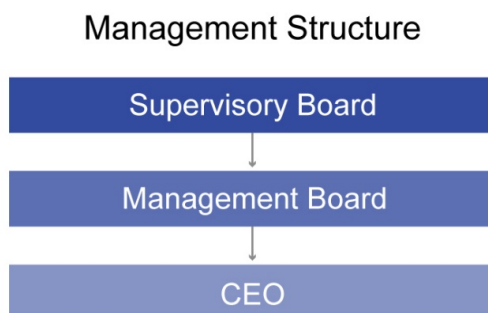 Management Structure
Supervisory Board
Management Board
CEO